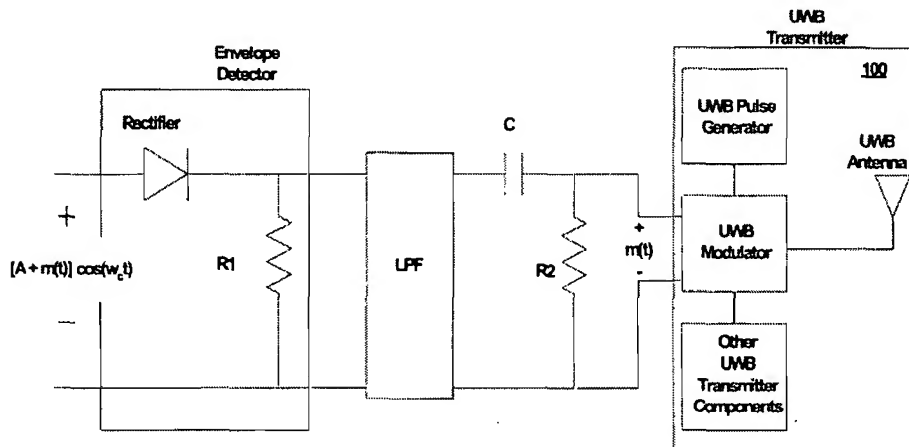 UWB
Transmitter
100
Envelope
Detector
UWB Pulse
Generator
Rectifier
C
UWB
Antenna
+
[A + m(t)] cos(w_c t)
–
R1
LPF
R2
+
m(t)
-
UWB
Modulator
Other
UWB
Transmitter
Components